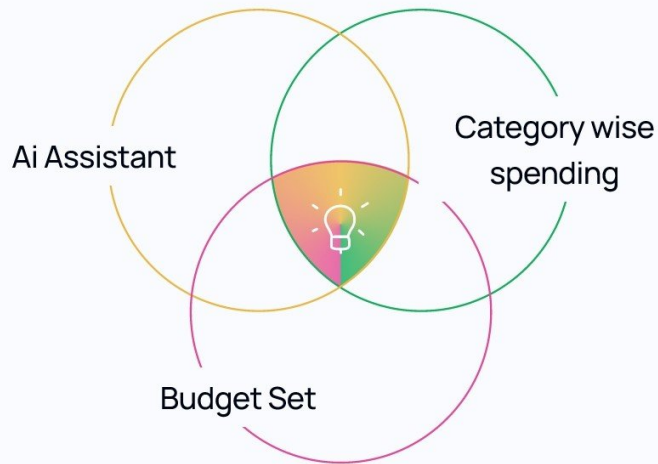 Ai Assistant
Category wise
spending
Budget Set